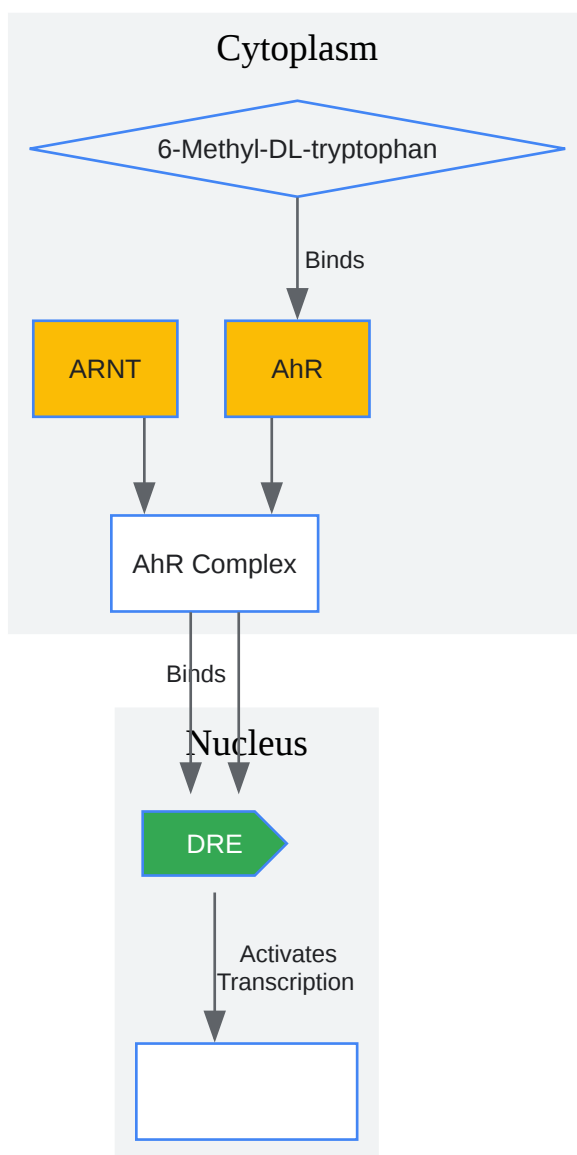 Cytoplasm
6-Methyl-DL-tryptophan
Binds
ARNT
AhR
AhR Complex
Binds
Nucleus
DRE
Activates
Transcription